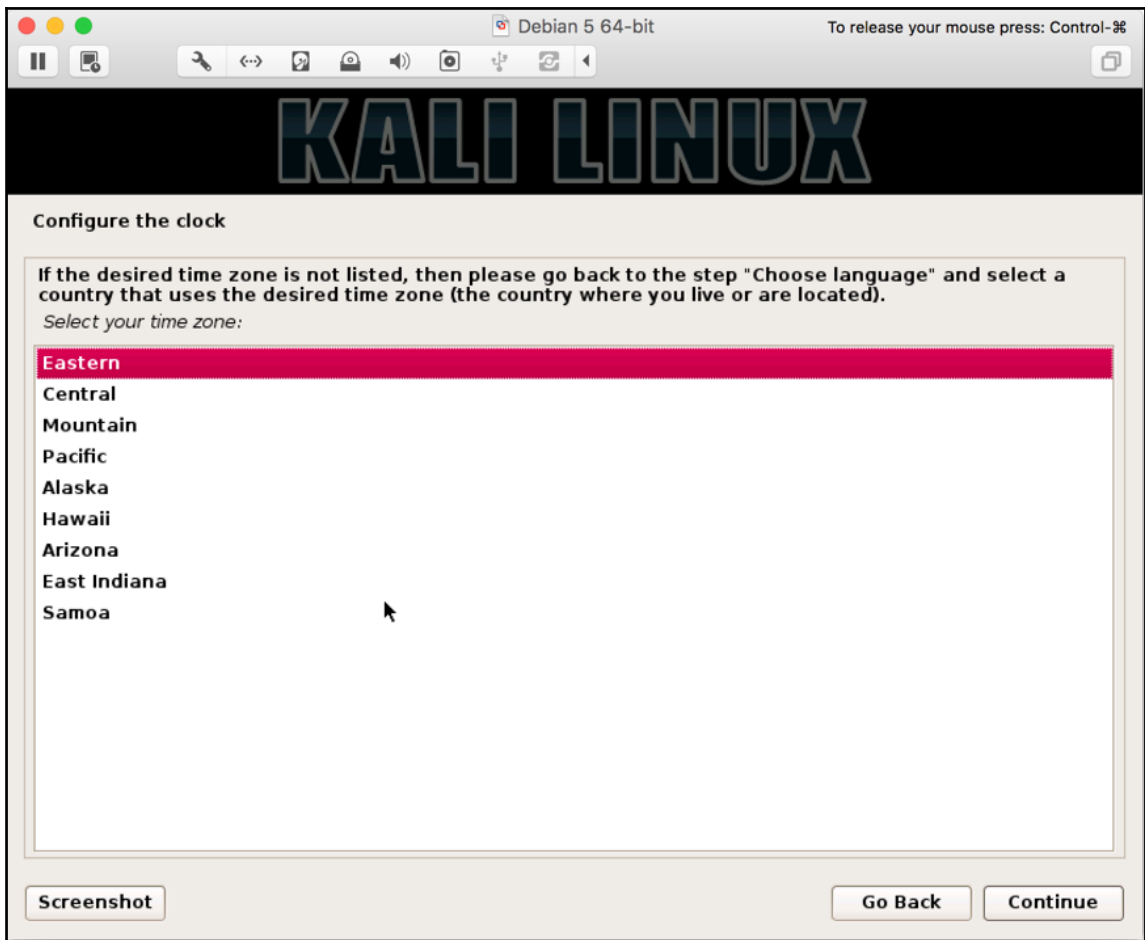 Debian 5 64-bit
To release your mouse press: Control-⌘
KALI LINUX
Configure the clock
If the desired time zone is not listed, then please go back to the step "Choose language" and select a
country that uses the desired time zone (the country where you live or are located).
Select your time zone:
Eastern
Central
Mountain
Pacific
Alaska
Hawaii
Arizona
East Indiana
Samoa
Screenshot
Go Back
Continue